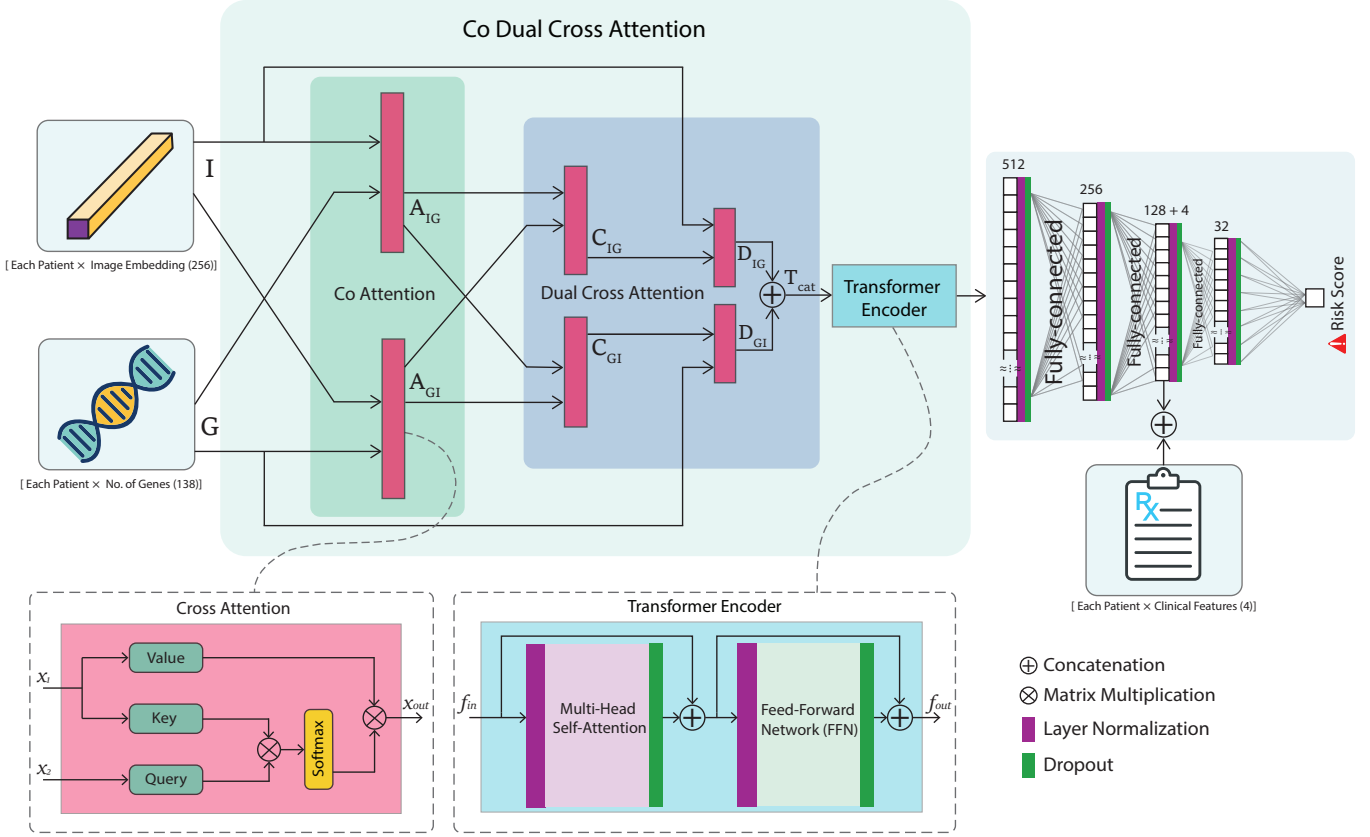 Co Dual Cross Attention
I
[ Each Patient × Image Embedding (256)]
G
[ Each Patient × No. of Genes (138)]
A_IG
Co Attention
A_GI
C_IG
Dual Cross Attention
C_GI
D_IG
D_GI
T_cat
Transformer
Encoder
512
256
128 + 4
32
Fully-connected
Fully-connected
Fully-connected
Risk Score
Rx
[ Each Patient × Clinical Features (4)]
Cross Attention
x_1
x_2
Value
Key
Query
Softmax
x_out
Transformer Encoder
f_in
Multi-Head
Self-Attention
Feed-Forward
Network (FFN)
f_out
Concatenation
Matrix Multiplication
Layer Normalization
Dropout